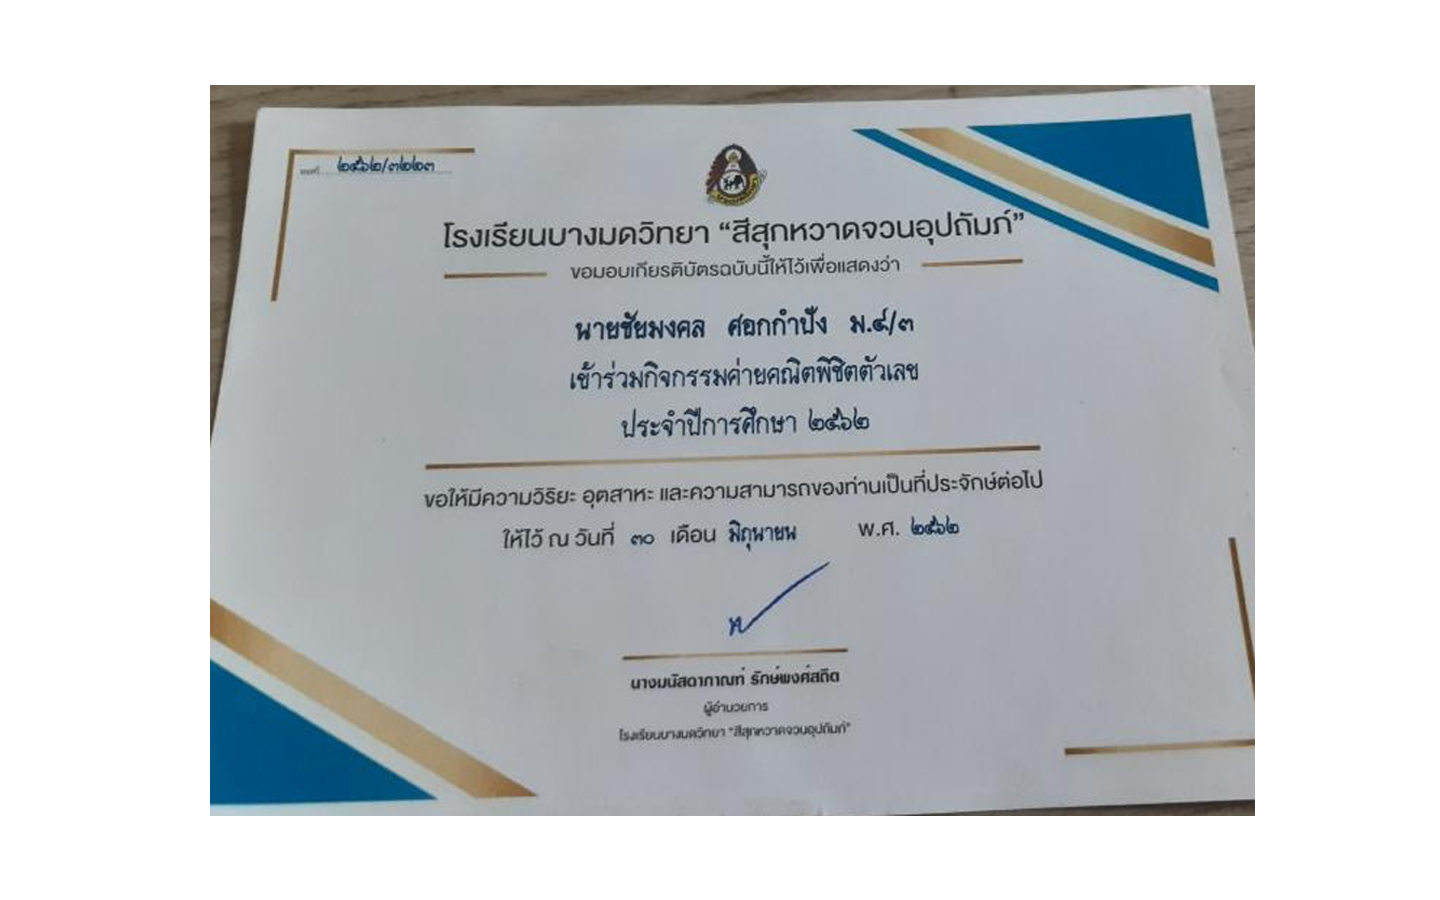 เลขที่ ๒๕๖๒/๓๒๒๓
โรงเรียนบางมดวิทยา “สีสุกหวาดจวนอุปถัมภ์”
ขอมอบเกียรติบัตรฉบับนี้ให้ไว้เพื่อแสดงว่า
นายชัยมงคล ศอกกำปัง ม.๔/๓
เข้าร่วมกิจกรรมค่ายคณิตพิชิตตัวเลข
ประจำปีการศึกษา ๒๕๖๒
ขอให้มีความวิริยะ อุตสาหะ และความสามารถของท่านเป็นที่ประจักษ์ต่อไป
ให้ไว้ ณ วันที่ ๓๐ เดือน มิถุนายน พ.ศ. ๒๕๖๒
นางมนัสดากาณท์ รักษ์พงศ์สถิต
ผู้อำนวยการ
โรงเรียนบางมดวิทยา “สีสุกหวาดจวนอุปถัมภ์”